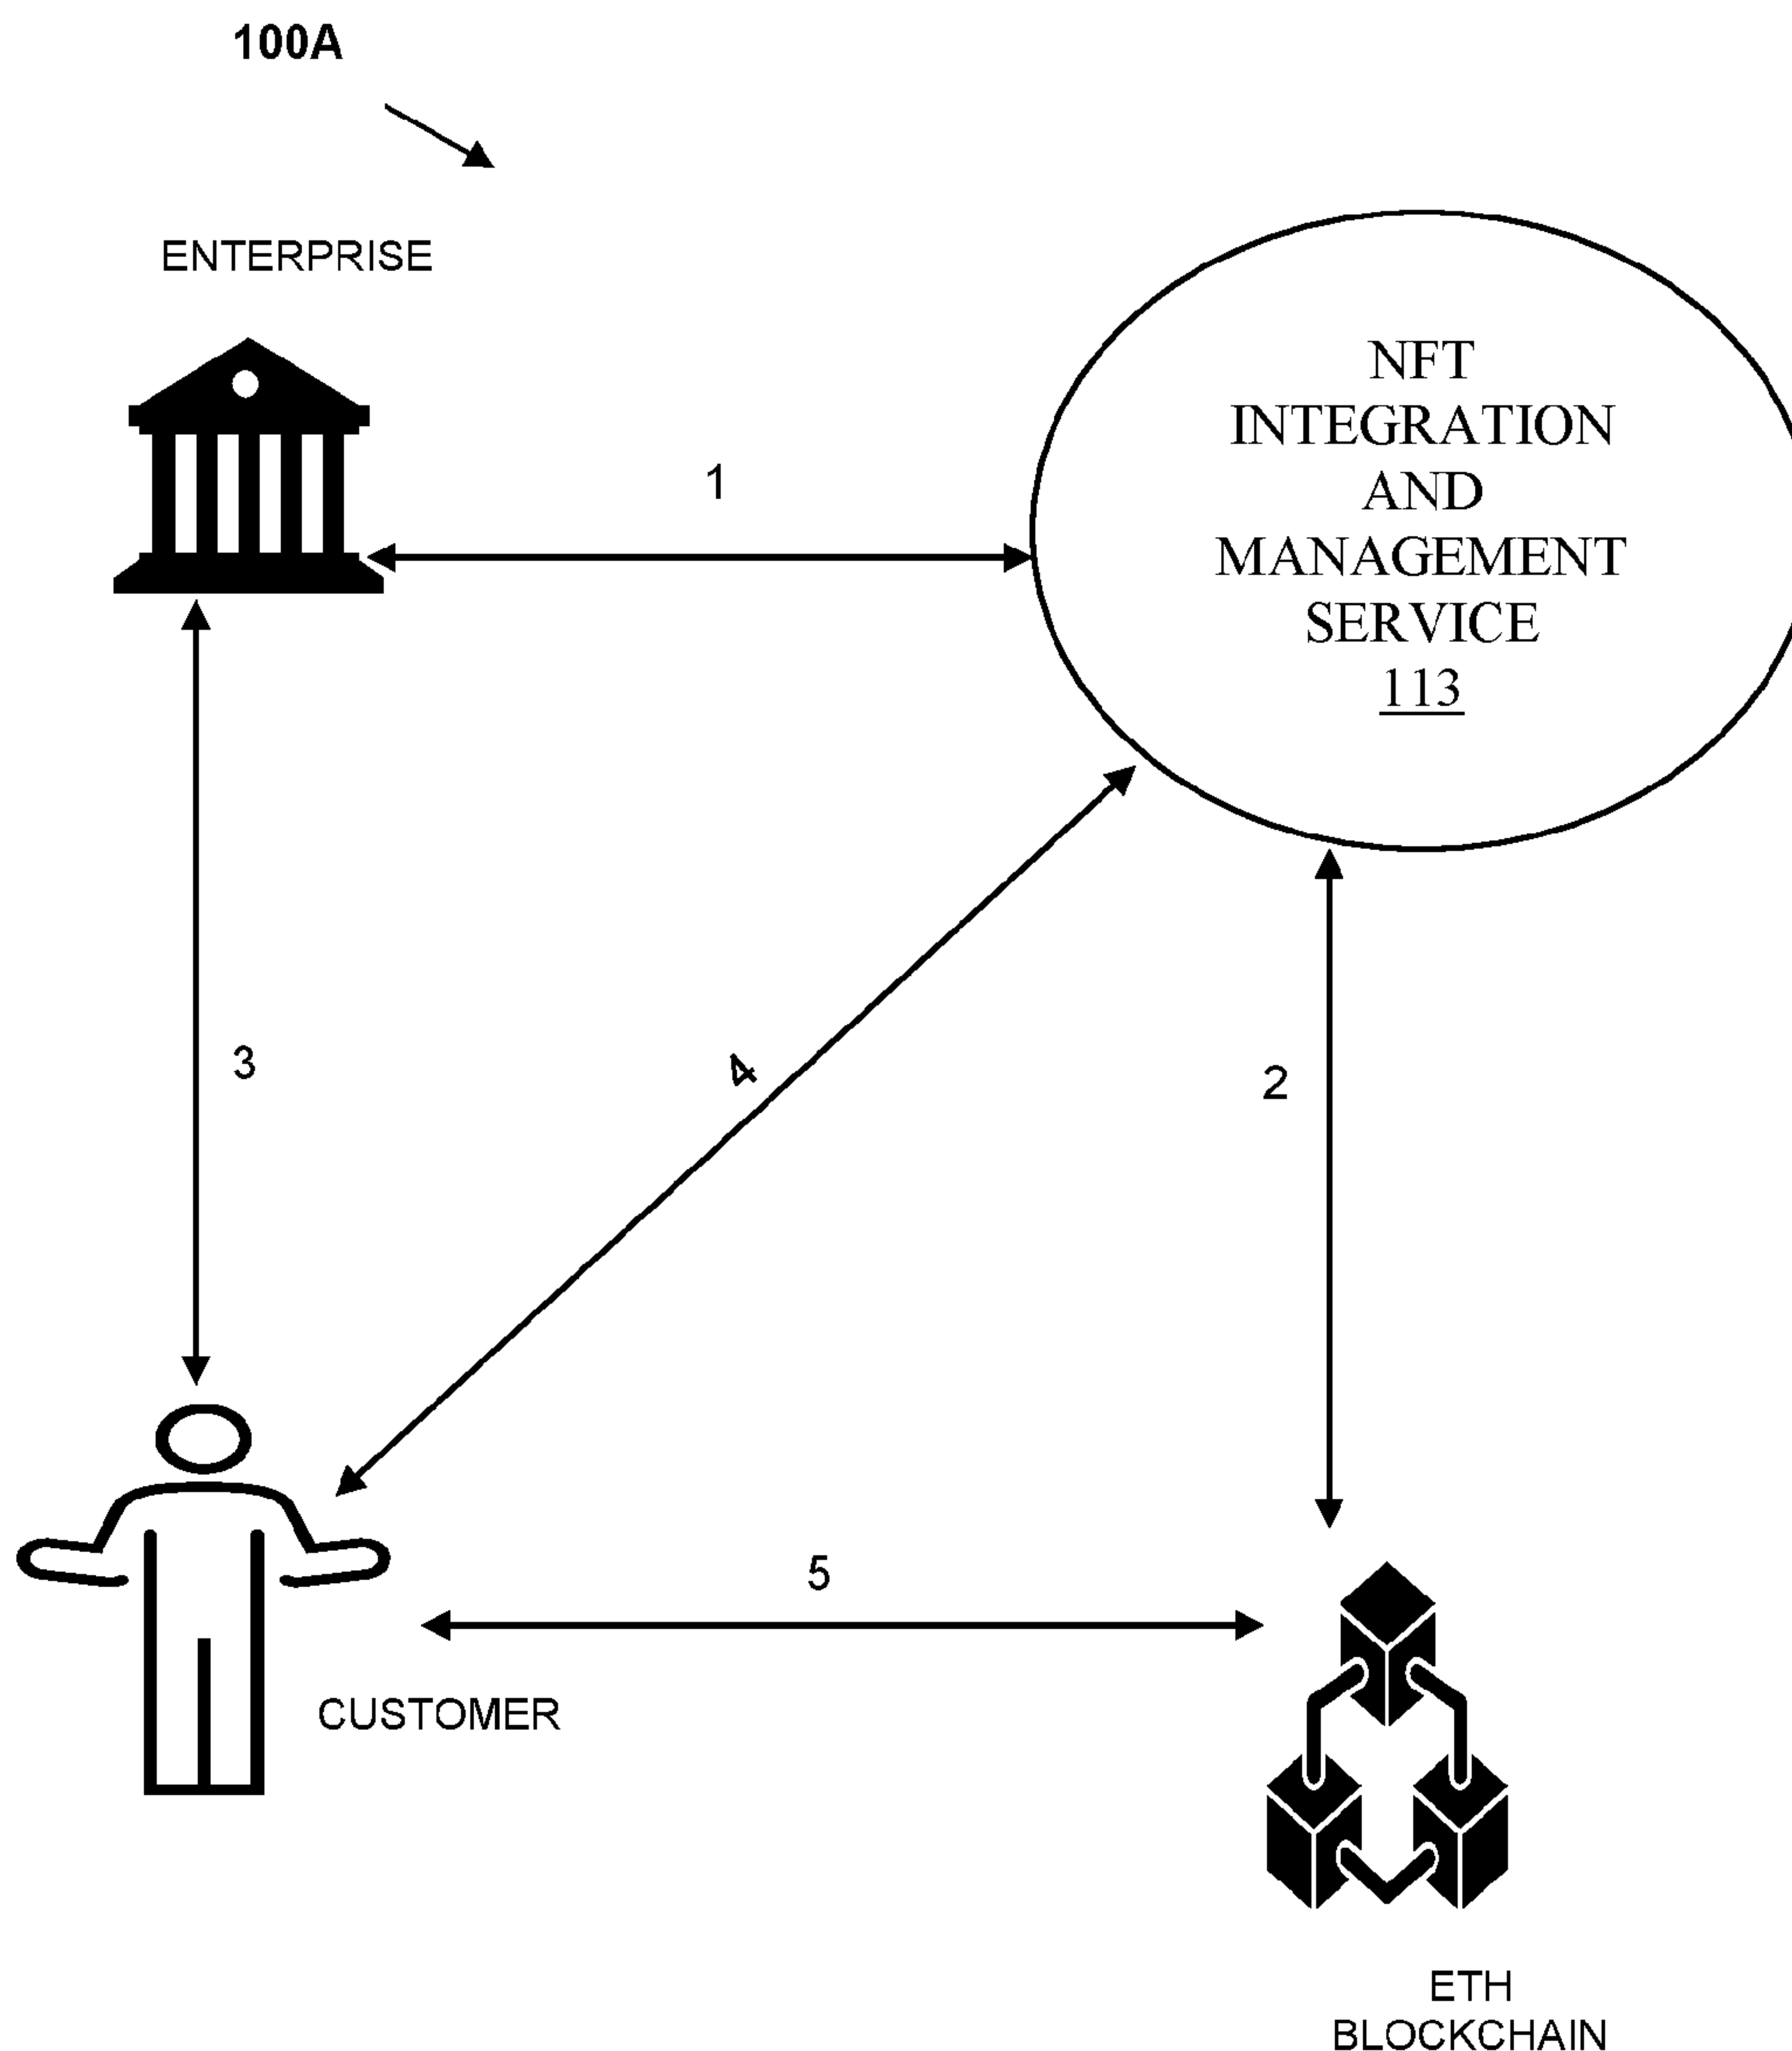 100A
ENTERPRISE
NFT
INTEGRATION
AND
MANAGEMENT
SERVICE
113
1
3
4
2
5
CUSTOMER
ETH
BLOCKCHAIN